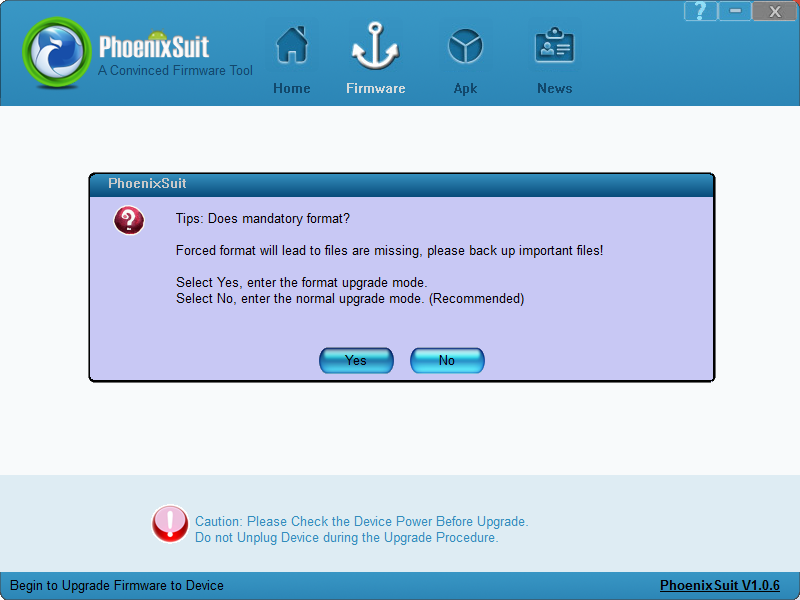 ?
X
PhoenixSuit
A Convinced Firmware Tool
Home Firmware Apk News
PhoenixSuit
?
Tips: Does mandatory format?
Forced format will lead to files are missing, please back up important files!
Select Yes, enter the format upgrade mode.
Select No, enter the normal upgrade mode. (Recommended)
Yes No
Caution: Please Check the Device Power Before Upgrade.
Do not Unplug Device during the Upgrade Procedure.
Begin to Upgrade Firmware to Device
PhoenixSuit V1.0.6